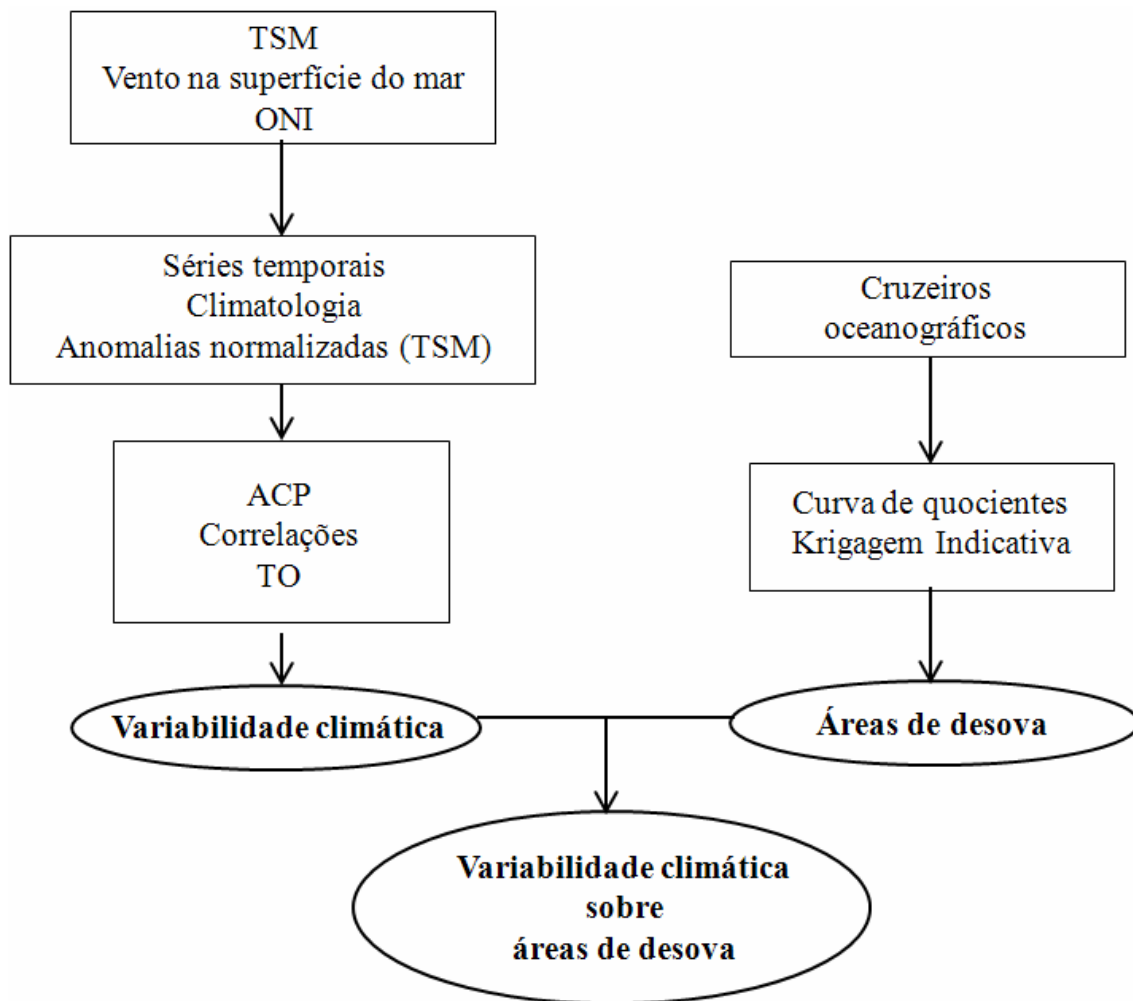 TSM
Vento na superfície do mar
ONI
Séries temporais
Climatologia
Anomalias normalizadas (TSM)
Cruzeiros
oceanográficos
ACP
Correlações
TO
Curva de quocientes
Krigagem Indicativa
Variabilidade climática
Áreas de desova
Variabilidade climática
sobre
áreas de desova